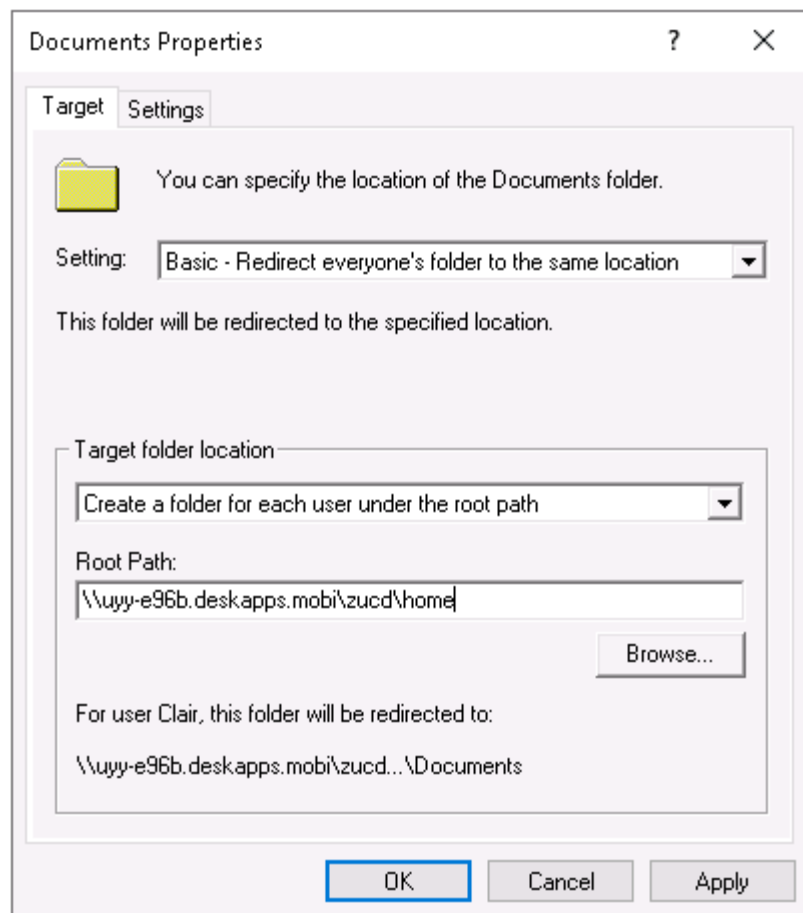 Documents Properties
?
Target
Settings
You can specify the location of the Documents folder.
Setting:
Basic - Redirect everyone's folder to the same location
This folder will be redirected to the specified location.
Target folder location
Create a folder for each user under the root path
Root Path:
\\uyy-e96b.deskapps.mobi\zucd\home
Browse...
For user Clair, this folder will be redirected to:
\\uyy-e96b.deskapps.mobi\zucd...\Documents
OK
Cancel
Apply